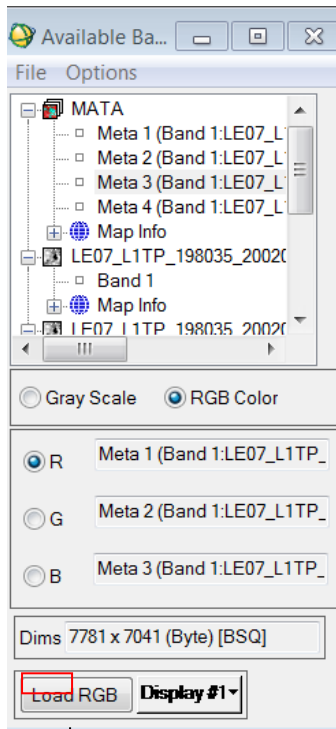 Available Ba...
File Options
MATA
Meta 1 (Band 1:LE07_L
Meta 2 (Band 1:LE07_L
Meta 3 (Band 1:LE07_L
Meta 4 (Band 1:LE07_L
Map Info
LE07_L1TP_198035_2002
Band 1
Map Info
LE07_L1TP_198035_2002
Gray Scale RGB Color
R Meta 1 (Band 1:LE07_L1TP_
G Meta 2 (Band 1:LE07_L1TP_
B Meta 3 (Band 1:LE07_L1TP_
Dims 7781 x 7041 (Byte) [BSQ]
Load RGB Display #1